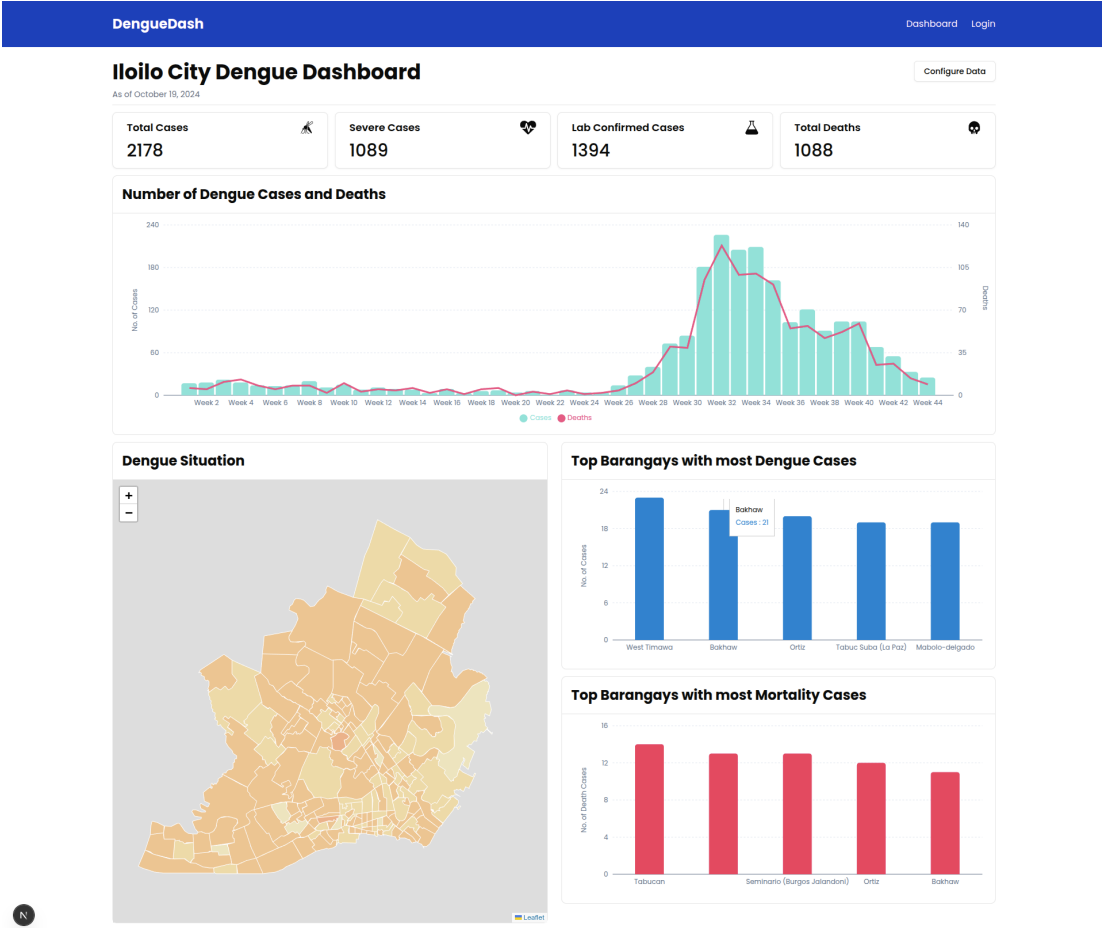 DengueDash
Dashboard Login
Iloilo City Dengue Dashboard
Configure Data
As of October 19, 2024
Total Cases
2178
Severe Cases
1089
Lab Confirmed Cases
1394
Total Deaths
1088
Number of Dengue Cases and Deaths
240
180
120
60
0
No. of Cases
140
105
70
35
0
Deaths
Week 2 Week 4 Week 6 Week 8 Week 10 Week 12 Week 14 Week 16 Week 18 Week 20 Week 22 Week 24 Week 26 Week 28 Week 30 Week 32 Week 34 Week 36 Week 38 Week 40 Week 42 Week 44
Cases Deaths
Dengue Situation
+
−
Leaflet
Top Barangays with most Dengue Cases
24
18
12
6
0
No. of Cases
Bakhaw
Cases : 21
West Timawa Bakhaw Ortiz Tabuc Suba (La Paz) Mabolo-delgado
Top Barangays with most Mortality Cases
16
12
8
4
0
No. of Death Cases
Tabucan Seminario (Burgos Jalandoni) Ortiz Bakhaw
N